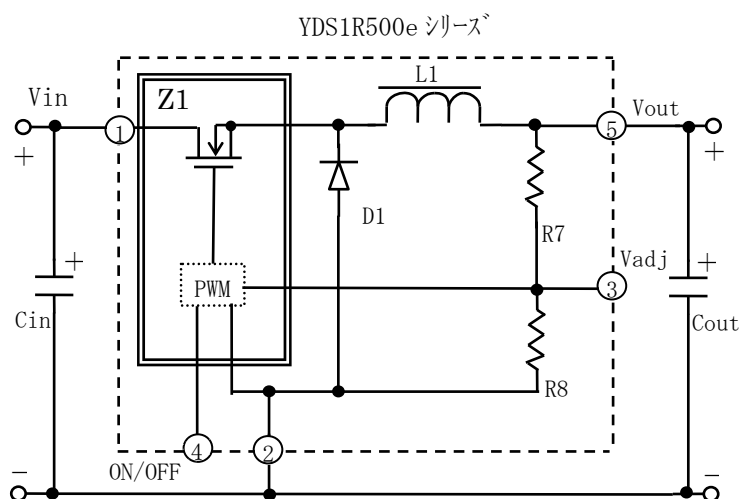 YDS1R500e シリーズ
L1
Z1
Vin
Vout
1
5
+
+
D1
R7
Vadj
PWM
3
+
+
Cin
Cout
R8
4
2
ON/OFF
−
−